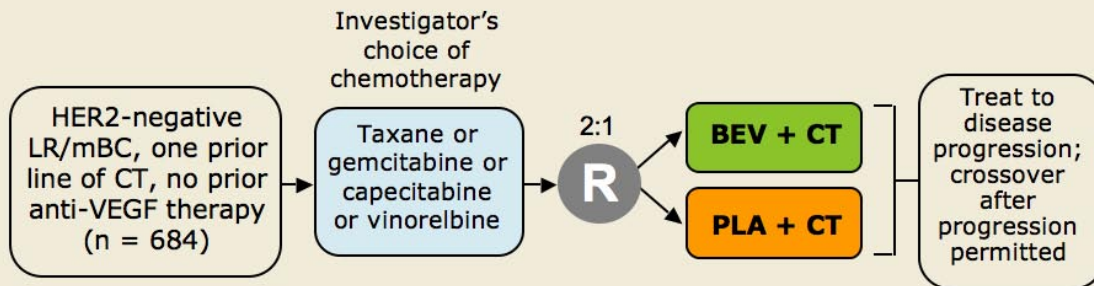 Investigator's
choice of
chemotherapy
HER2-negative
LR/mBC, one prior
line of CT, no prior
anti-VEGF therapy
(n = 684)
Taxane or
gemcitabine or
capecitabine
or vinorelbine
2:1
R
BEV + CT
PLA + CT
Treat to
disease
progression;
crossover
after
progression
permitted